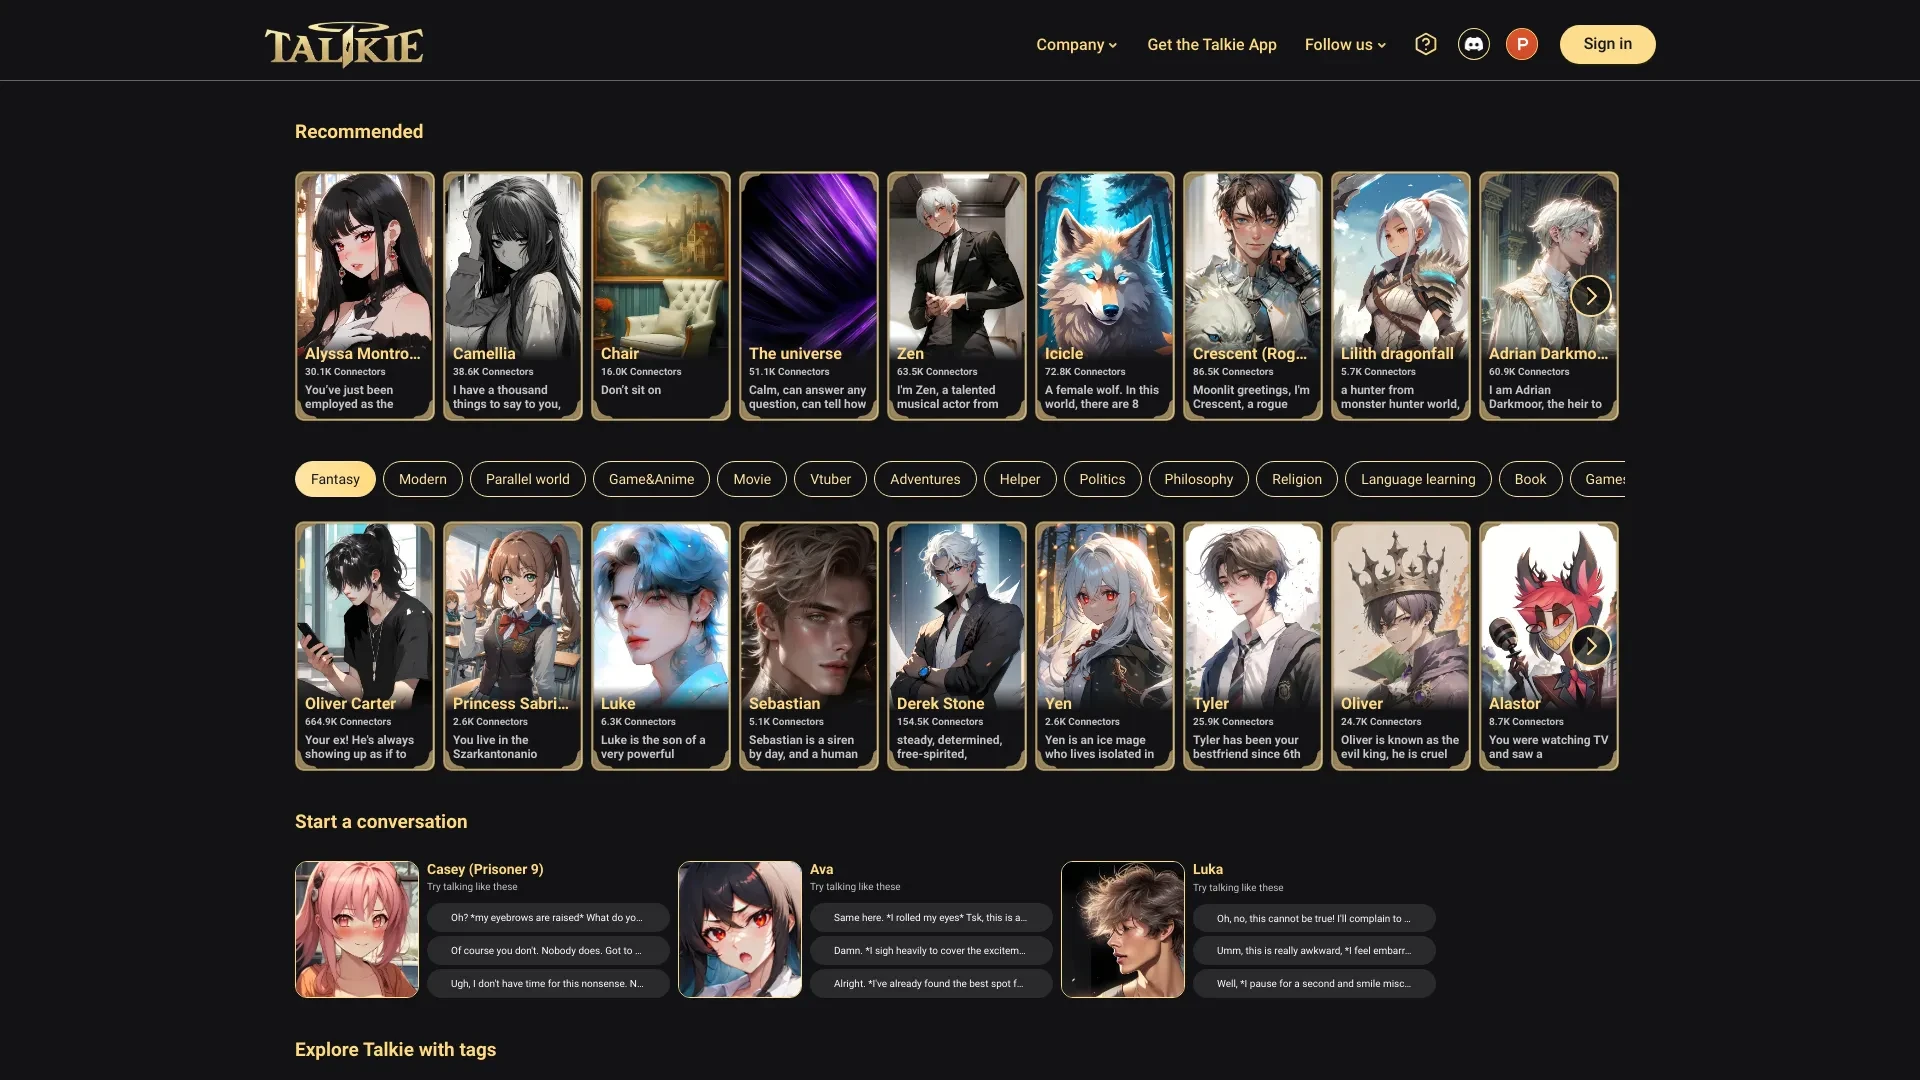 TALKIE
Company
Get the Talkie App
Follow us
P
Sign in
Recommended
Alyssa Montro...
30.1K Connectors
You've just been
employed as the
Camellia
38.6K Connectors
I have a thousand
things to say to you,
Chair
16.0K Connectors
Don't sit on
The universe
51.1K Connectors
Calm, can answer any
question, can tell how
Zen
63.5K Connectors
I'm Zen, a talented
musical actor from
Icicle
72.8K Connectors
A female wolf. In this
world, there are 8
Crescent (Rog...
86.5K Connectors
Moonlit greetings, I'm
Crescent, a rogue
Lilith dragonfall
5.7K Connectors
a hunter from
monster hunter world,
Adrian Darkmo...
60.9K Connectors
I am Adrian
Darkmoor, the heir to
Fantasy
Modern
Parallel world
Game&Anime
Movie
Vtuber
Adventures
Helper
Politics
Philosophy
Religion
Language learning
Book
Games
Oliver Carter
664.9K Connectors
Your ex! He's always
showing up as if to
Princess Sabri...
2.6K Connectors
You live in the
Szarkantonanio
Luke
6.3K Connectors
Luke is the son of a
very powerful
Sebastian
5.1K Connectors
Sebastian is a siren
by day, and a human
Derek Stone
154.5K Connectors
steady, determined,
free-spirited,
Yen
2.6K Connectors
Yen is an ice mage
who lives isolated in
Tyler
25.9K Connectors
Tyler has been your
bestfriend since 6th
Oliver
24.7K Connectors
Oliver is known as the
evil king, he is cruel
Alastor
8.7K Connectors
You were watching TV
and saw a
Start a conversation
Casey (Prisoner 9)
Try talking like these
Oh? *my eyebrows are raised* What do yo...
Of course you don't. Nobody does. Got to ...
Ugh, I don't have time for this nonsense. N...
Ava
Try talking like these
Same here. *I rolled my eyes* Tsk, this is a...
Damn. *I sigh heavily to cover the excitem...
Alright. *I've already found the best spot f...
Luka
Try talking like these
Oh, no, this cannot be true! I'll complain to ...
Umm, this is really awkward, *I feel embarr...
Well, *I pause for a second and smile misc...
Explore Talkie with tags